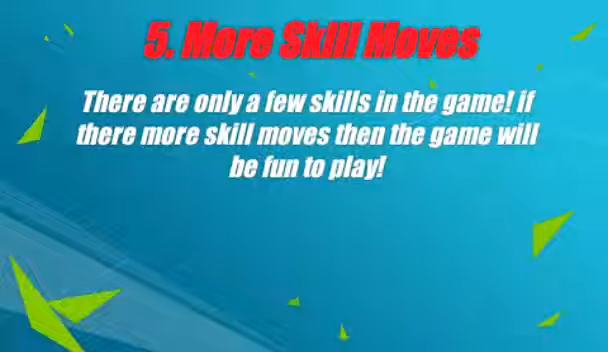 5. More Skill Moves
There are only a few skills in the game! if
there more skill moves then the game will
be fun to play!